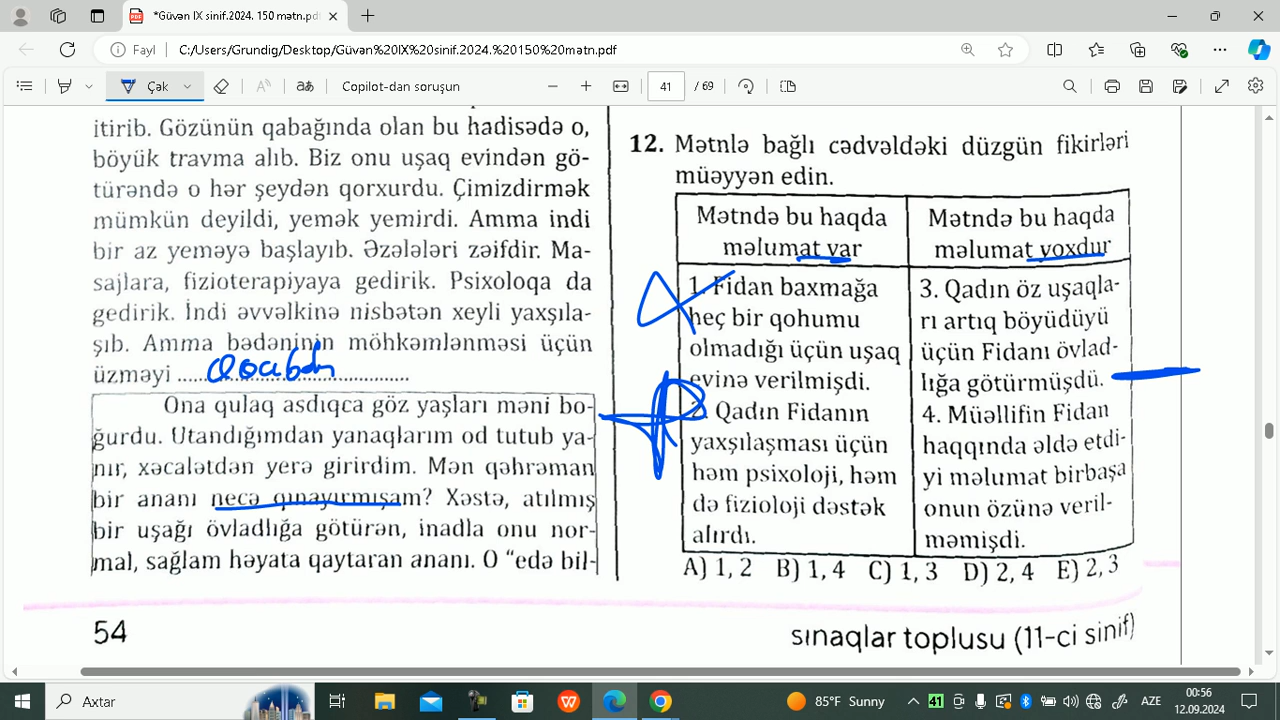 *Güvən IX sinif.2024. 150 mətn.pdf
Fayl
C:/Users/Grundig/Desktop/Güvən%20IX%20sinif.2024.%20150%20mətn.pdf
Çək
aあ
Copilot-dan soruşun
41 / 69
itirib. Gözünün qabağında olan bu hadisədə o,
böyük travma alıb. Biz onu uşaq evindən gö-
türəndə o hər şeydən qorxurdu. Çimizdirmək
mümkün deyildi, yemək yemirdi. Amma indi
bir az yeməyə başlayıb. Əzələləri zəifdir. Ma-
sajlara, fizioterapiyaya gedirik. Psixoloqa da
gedirik. İndi əvvəlkinə nisbətən xeyli yaxşıla-
şıb. Amma bədəninin möhkəmlənməsi üçün
üzməyi ..........................................
Ona qulaq asdıqca göz yaşları məni bo-
ğurdu. Utandığımdan yanaqlarım od tutub ya-
nır, xəcalətdən yerə girirdim. Mən qəhrəman
bir ananı necə qınayırmışam? Xəstə, atılmış
bir uşağı övladlığa götürən, inadla onu nor-
mal, sağlam həyata qaytaran ananı. O “edə bil-
54
12. Mətnlə bağlı cədvəldəki düzgün fikirləri
müəyyən edin.
Mətndə bu haqda
məlumat var
Mətndə bu haqda
məlumat yoxdur
1. Fidan baxmağa
heç bir qohumu
olmadığı üçün uşaq
evinə verilmişdi.
2. Qadın Fidanın
yaxşılaşması üçün
həm psixoloji, həm
də fizioloji dəstək
alırdı.
3. Qadın öz uşaqla-
rı artıq böyüdüyü
üçün Fidanı övlad-
lığa götürmüşdü.
4. Müəllifin Fidan
haqqında əldə etdi-
yi məlumat birbaşa
onun özünə veril-
məmişdi.
A) 1, 2 B) 1, 4 C) 1, 3 D) 2, 4 E) 2, 3
sınaqlar toplusu (11-ci sinif)
Axtar
85°F Sunny
41
AZE
00:56
12.09.2024